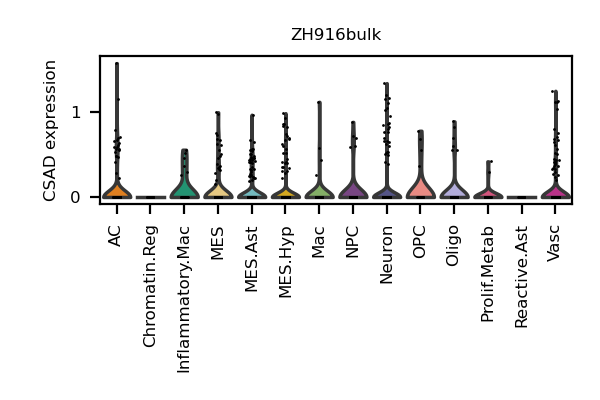 ZH916bulk
CSAD expression
1
0
AC
Chromatin.Reg
Inflammatory.Mac
MES
MES.Ast
MES.Hyp
Mac
NPC
Neuron
OPC
Oligo
Prolif.Metab
Reactive.Ast
Vasc